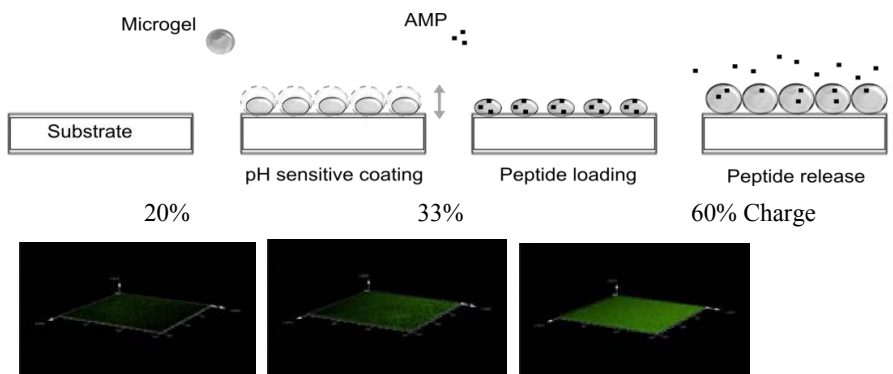 Microgel
AMP
Substrate
pH sensitive coating
Peptide loading
Peptide release
20%
33%
60% Charge